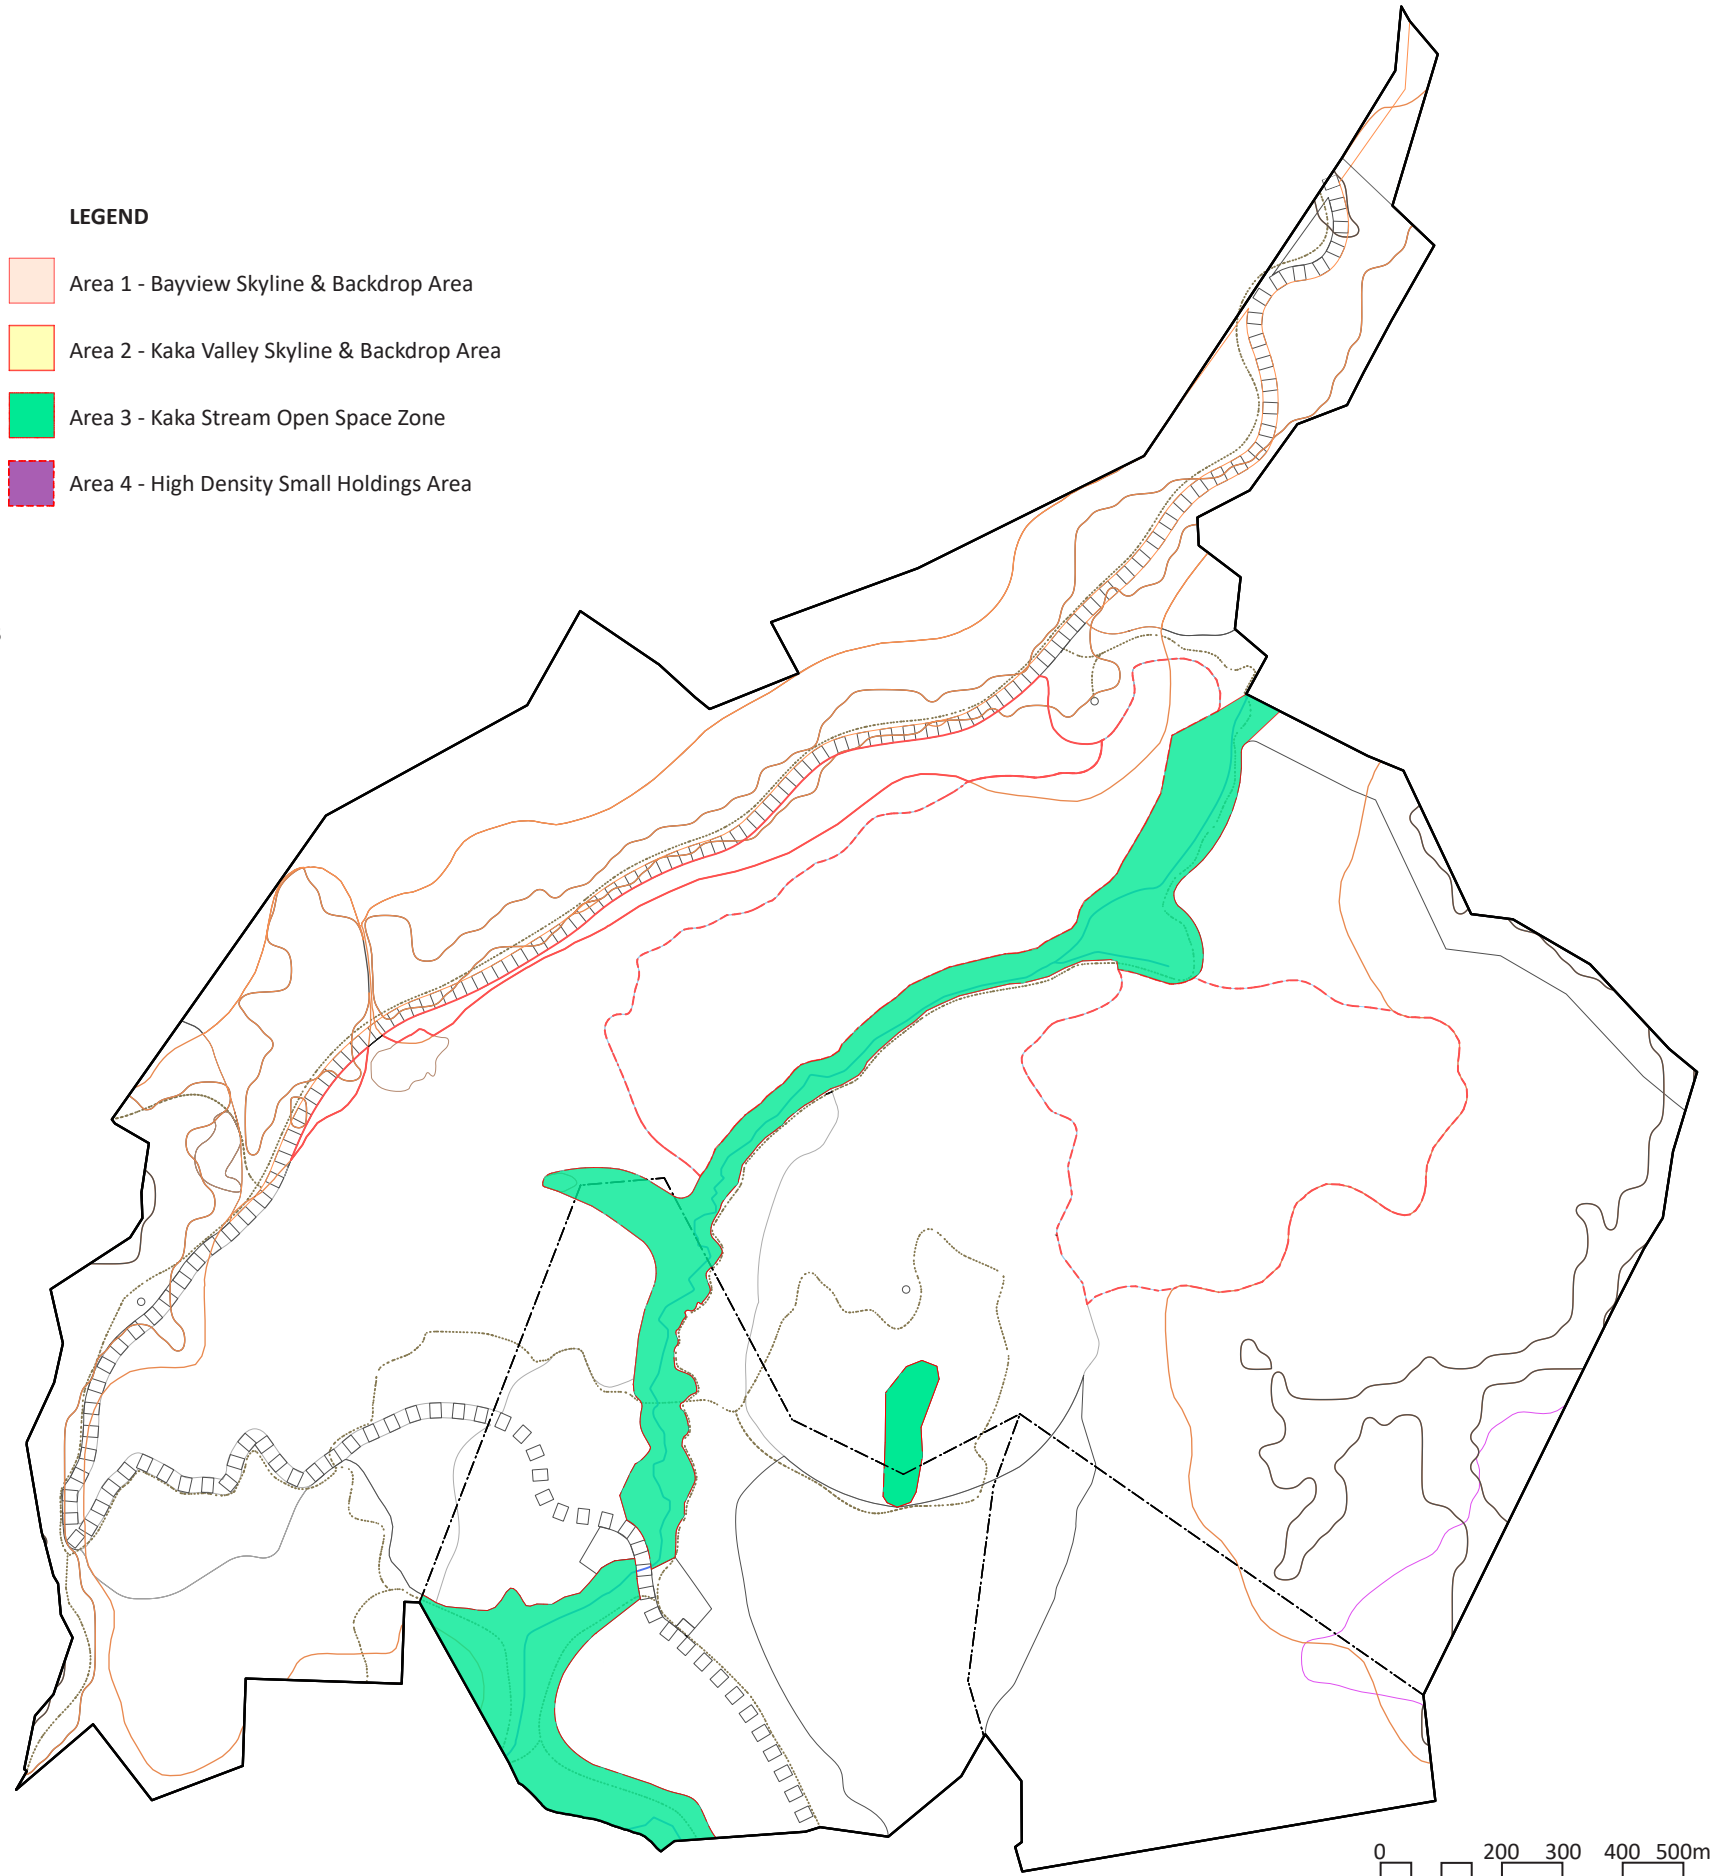 LEGEND
Area 1 - Bayview Skyline & Backdrop Area
Area 2 - Kaka Valley Skyline & Backdrop Area
Area 3 - Kaka Stream Open Space Zone
Area 4 - High Density Small Holdings Area
0 200 300 400 500m